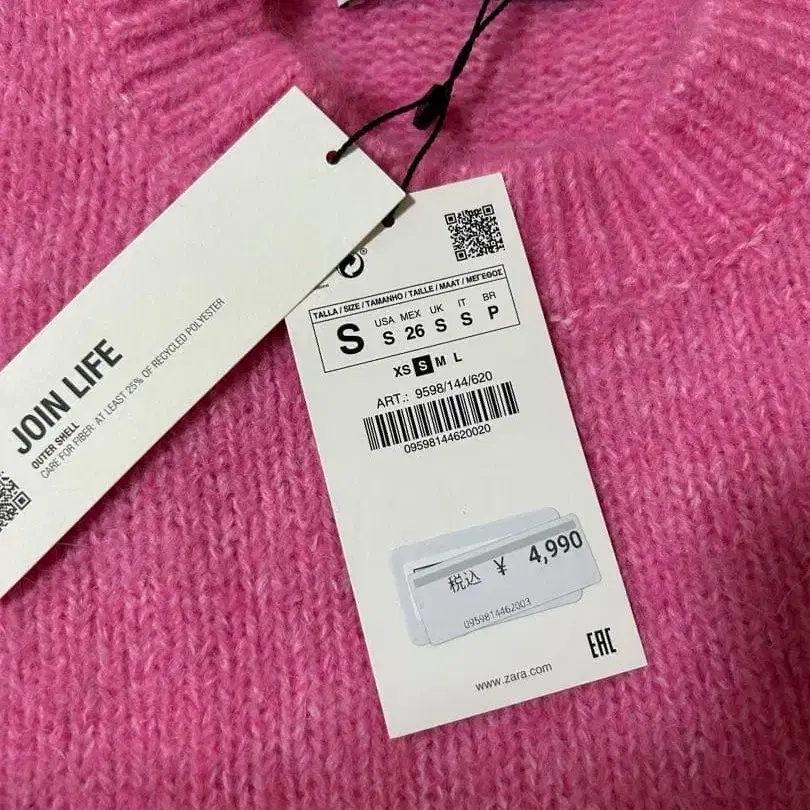 JOIN LIFE
OUTER SHELL
CARE FOR FIBER: AT LEAST 25% OF RECYCLED POLYESTER
TALLA / SIZE / TAMANHO / TAILLE / MAAT / ΜΕΓΕΘΟΣ
USA MEX UK IT BR
S S 26 S S P
XS S M L
ART.: 9598/144/620
09598144620020
税込 ¥ 4,990
0959814462003
EAC
www.zara.com